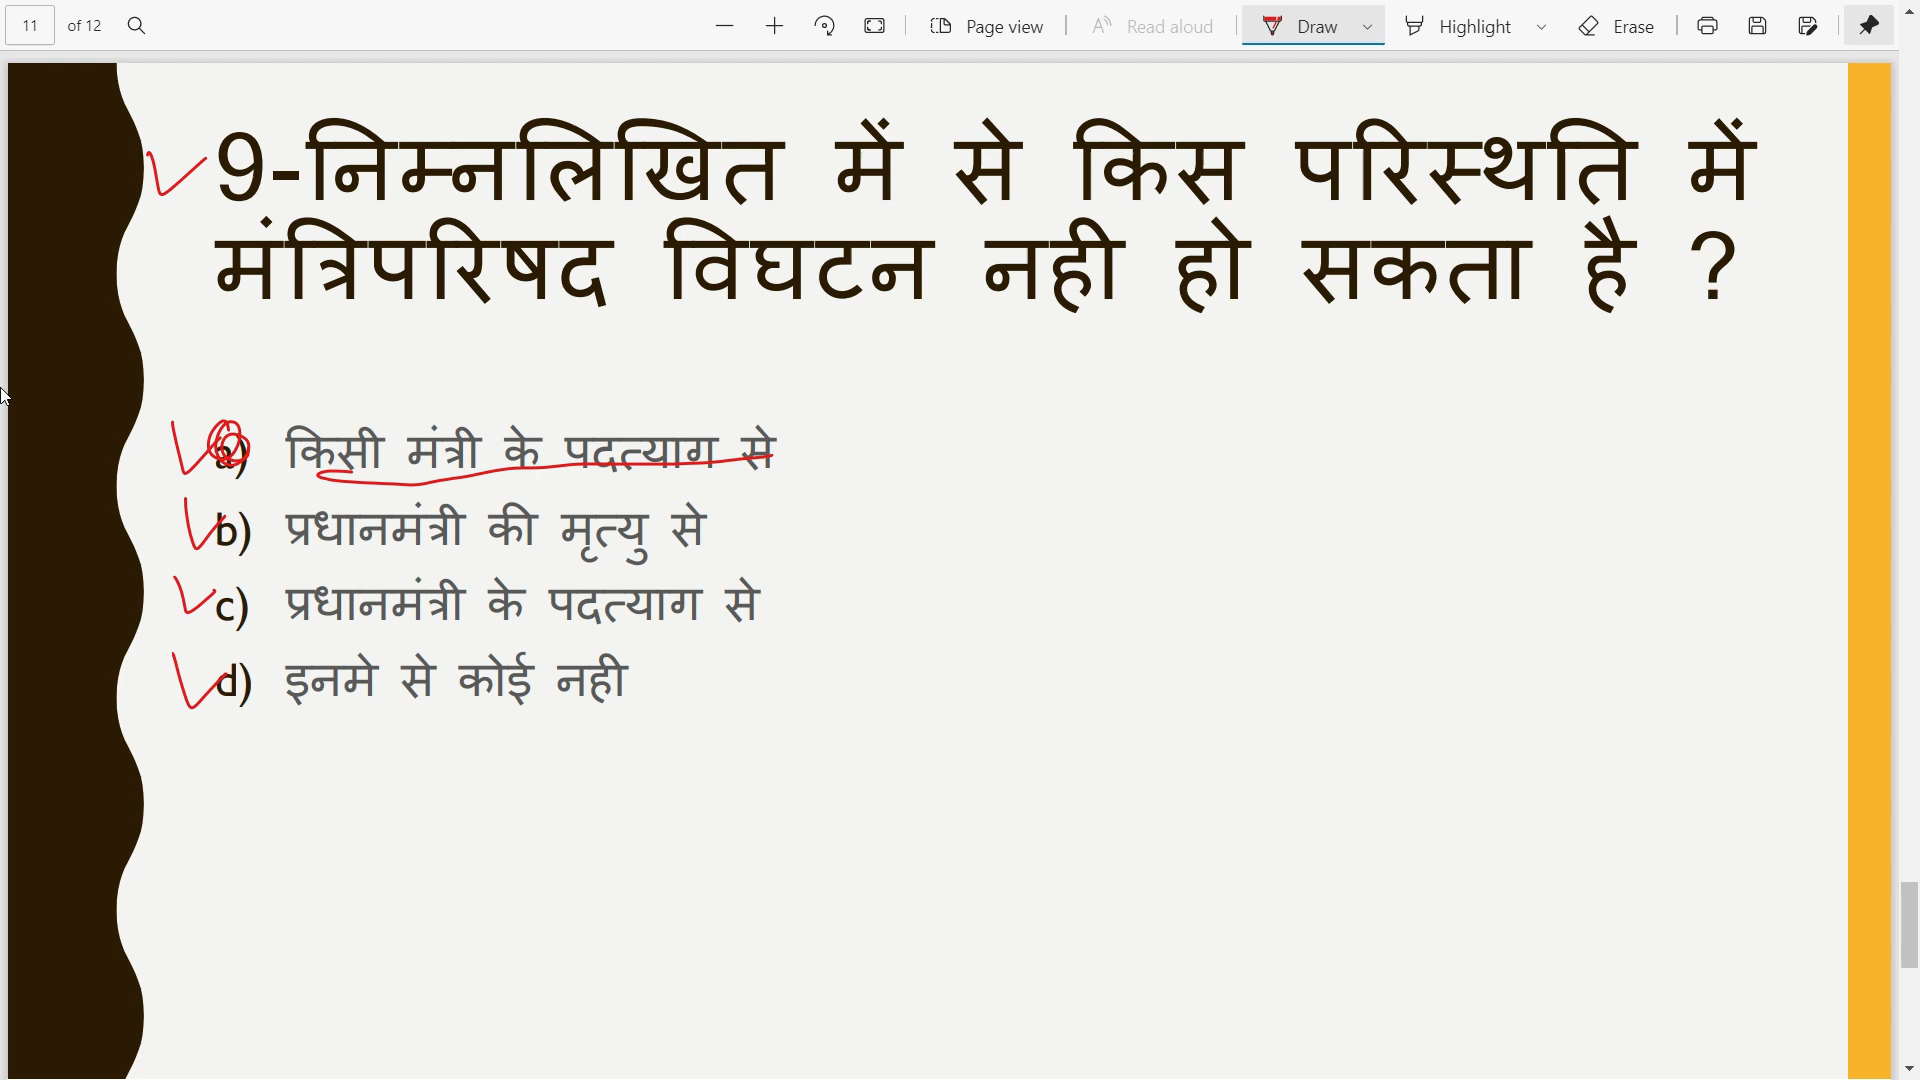 11 of 12 Page view Read aloud Draw Highlight Erase
9-निम्नलिखित में से किस परिस्थति में
मंत्रिपरिषद विघटन नही हो सकता है ?
a) किसी मंत्री के पदत्याग से
b) प्रधानमंत्री की मृत्यु से
c) प्रधानमंत्री के पदत्याग से
d) इनमे से कोई नही